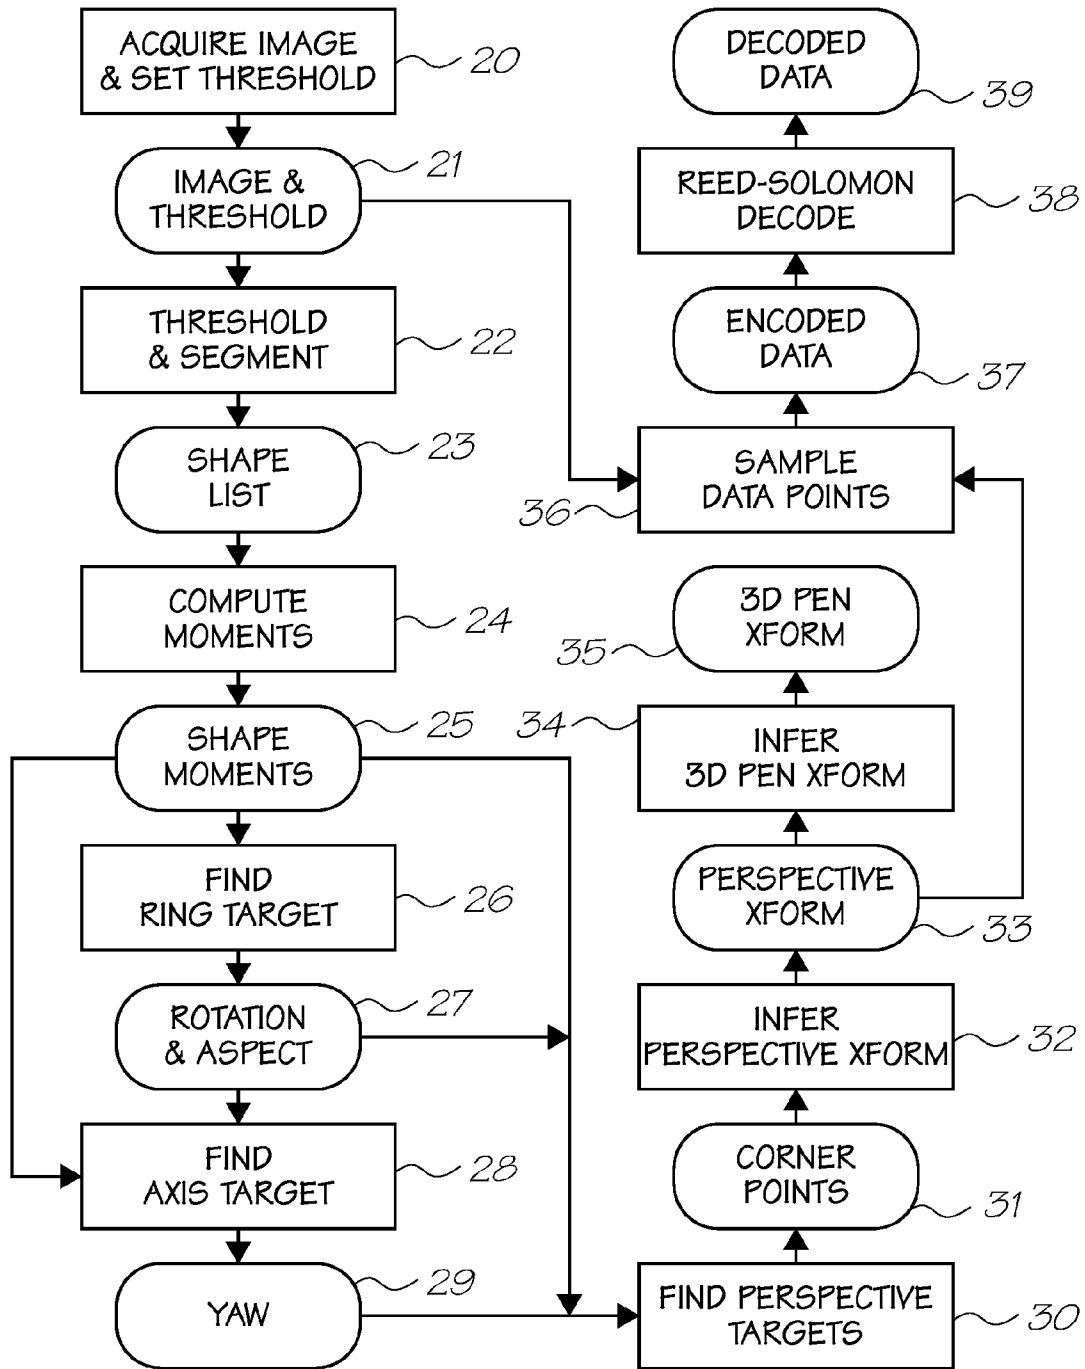 ACQUIRE IMAGE
& SET THRESHOLD
20
IMAGE &
THRESHOLD
21
THRESHOLD
& SEGMENT
22
SHAPE
LIST
23
COMPUTE
MOMENTS
24
SHAPE
MOMENTS
25
FIND
RING TARGET
26
ROTATION
& ASPECT
27
FIND
AXIS TARGET
28
YAW
29
DECODED
DATA
39
REED-SOLOMON
DECODE
38
ENCODED
DATA
37
SAMPLE
DATA POINTS
36
3D PEN
XFORM
35
INFER
3D PEN XFORM
34
PERSPECTIVE
XFORM
33
INFER
PERSPECTIVE XFORM
32
CORNER
POINTS
31
FIND PERSPECTIVE
TARGETS
30